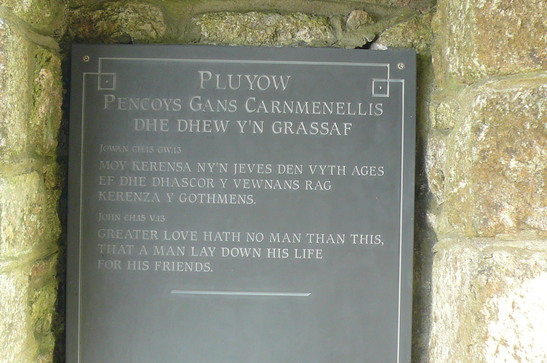 PLUYOW
PENCOYS GANS CARNMENELLIS
DHE DHEW Y'N GRASSAF
JOWAN CH.15 GW.13
MOY KERENSA NY'N JEVES DEN VYTH AGES
EF DHE DHASCOR Y VEWNANS RAG
KERENZA Y GOTHMENS.
JOHN CH.15 V.13
GREATER LOVE HATH NO MAN THAN THIS,
THAT A MAN LAY DOWN HIS LIFE
FOR HIS FRIENDS.